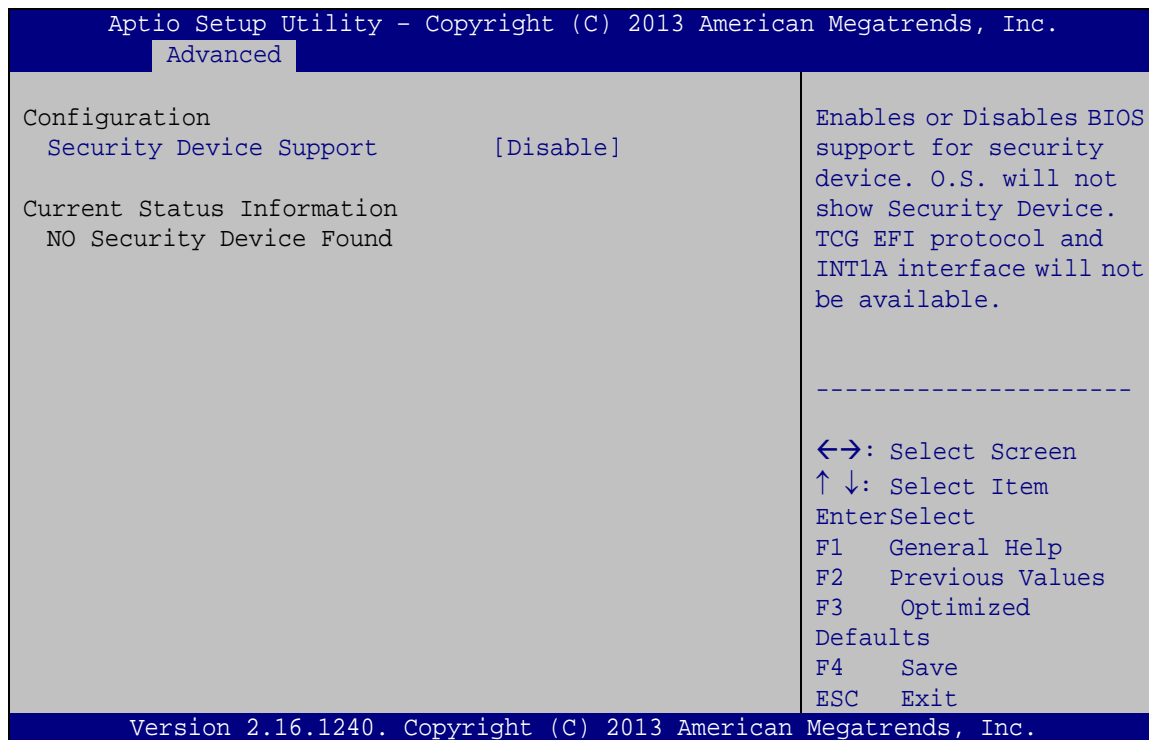 Aptio Setup Utility – Copyright (C) 2013 American Megatrends, Inc.
Advanced
Configuration
Security Device Support [Disable]
Current Status Information
NO Security Device Found
Enables or Disables BIOS
support for security
device. O.S. will not
show Security Device.
TCG EFI protocol and
INT1A interface will not
be available.
----------------------
←→: Select Screen
↑ ↓: Select Item
EnterSelect
F1 General Help
F2 Previous Values
F3 Optimized
Defaults
F4 Save
ESC Exit
Version 2.16.1240. Copyright (C) 2013 American Megatrends, Inc.